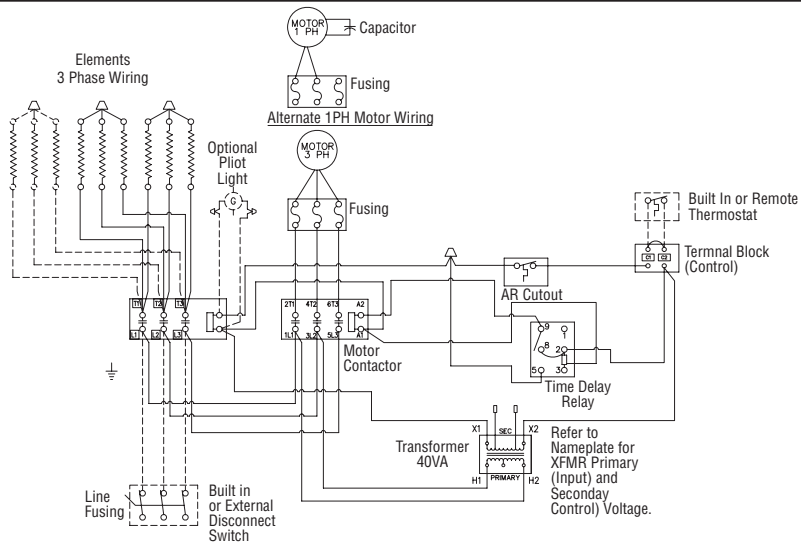 MOTOR
1 PH
Capacitor
Elements
3 Phase Wiring
Fusing
Alternate 1PH Motor Wiring
Optional
Pliot
Light
MOTOR
3 PH
G
Fusing
Built In or Remote
Thermostat
C1 C2
Termnal Block
(Control)
AR Cutout
T1 T2 T3
2T1 4T2 6T3 A2
L1 L2 L3
1L1 3L2 5L3 A1
Motor
Contactor
9 1
8 2
5 3
Time Delay
Relay
X1 SEC X2
Transformer
40VA
H1 PRIMARY H2
Refer to
Nameplate for
XFMR Primary
(Input) and
Seconday
Control) Voltage.
Line
Fusing
Built in
or External
Disconnect
Switch